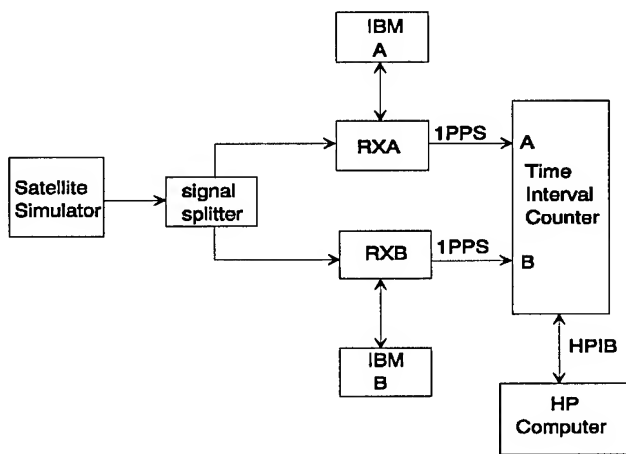 IBM
A
RXA
1PPS
A
Time
Interval
Counter
B
Satellite
Simulator
signal
splitter
RXB
1PPS
IBM
B
HPIB
HP
Computer